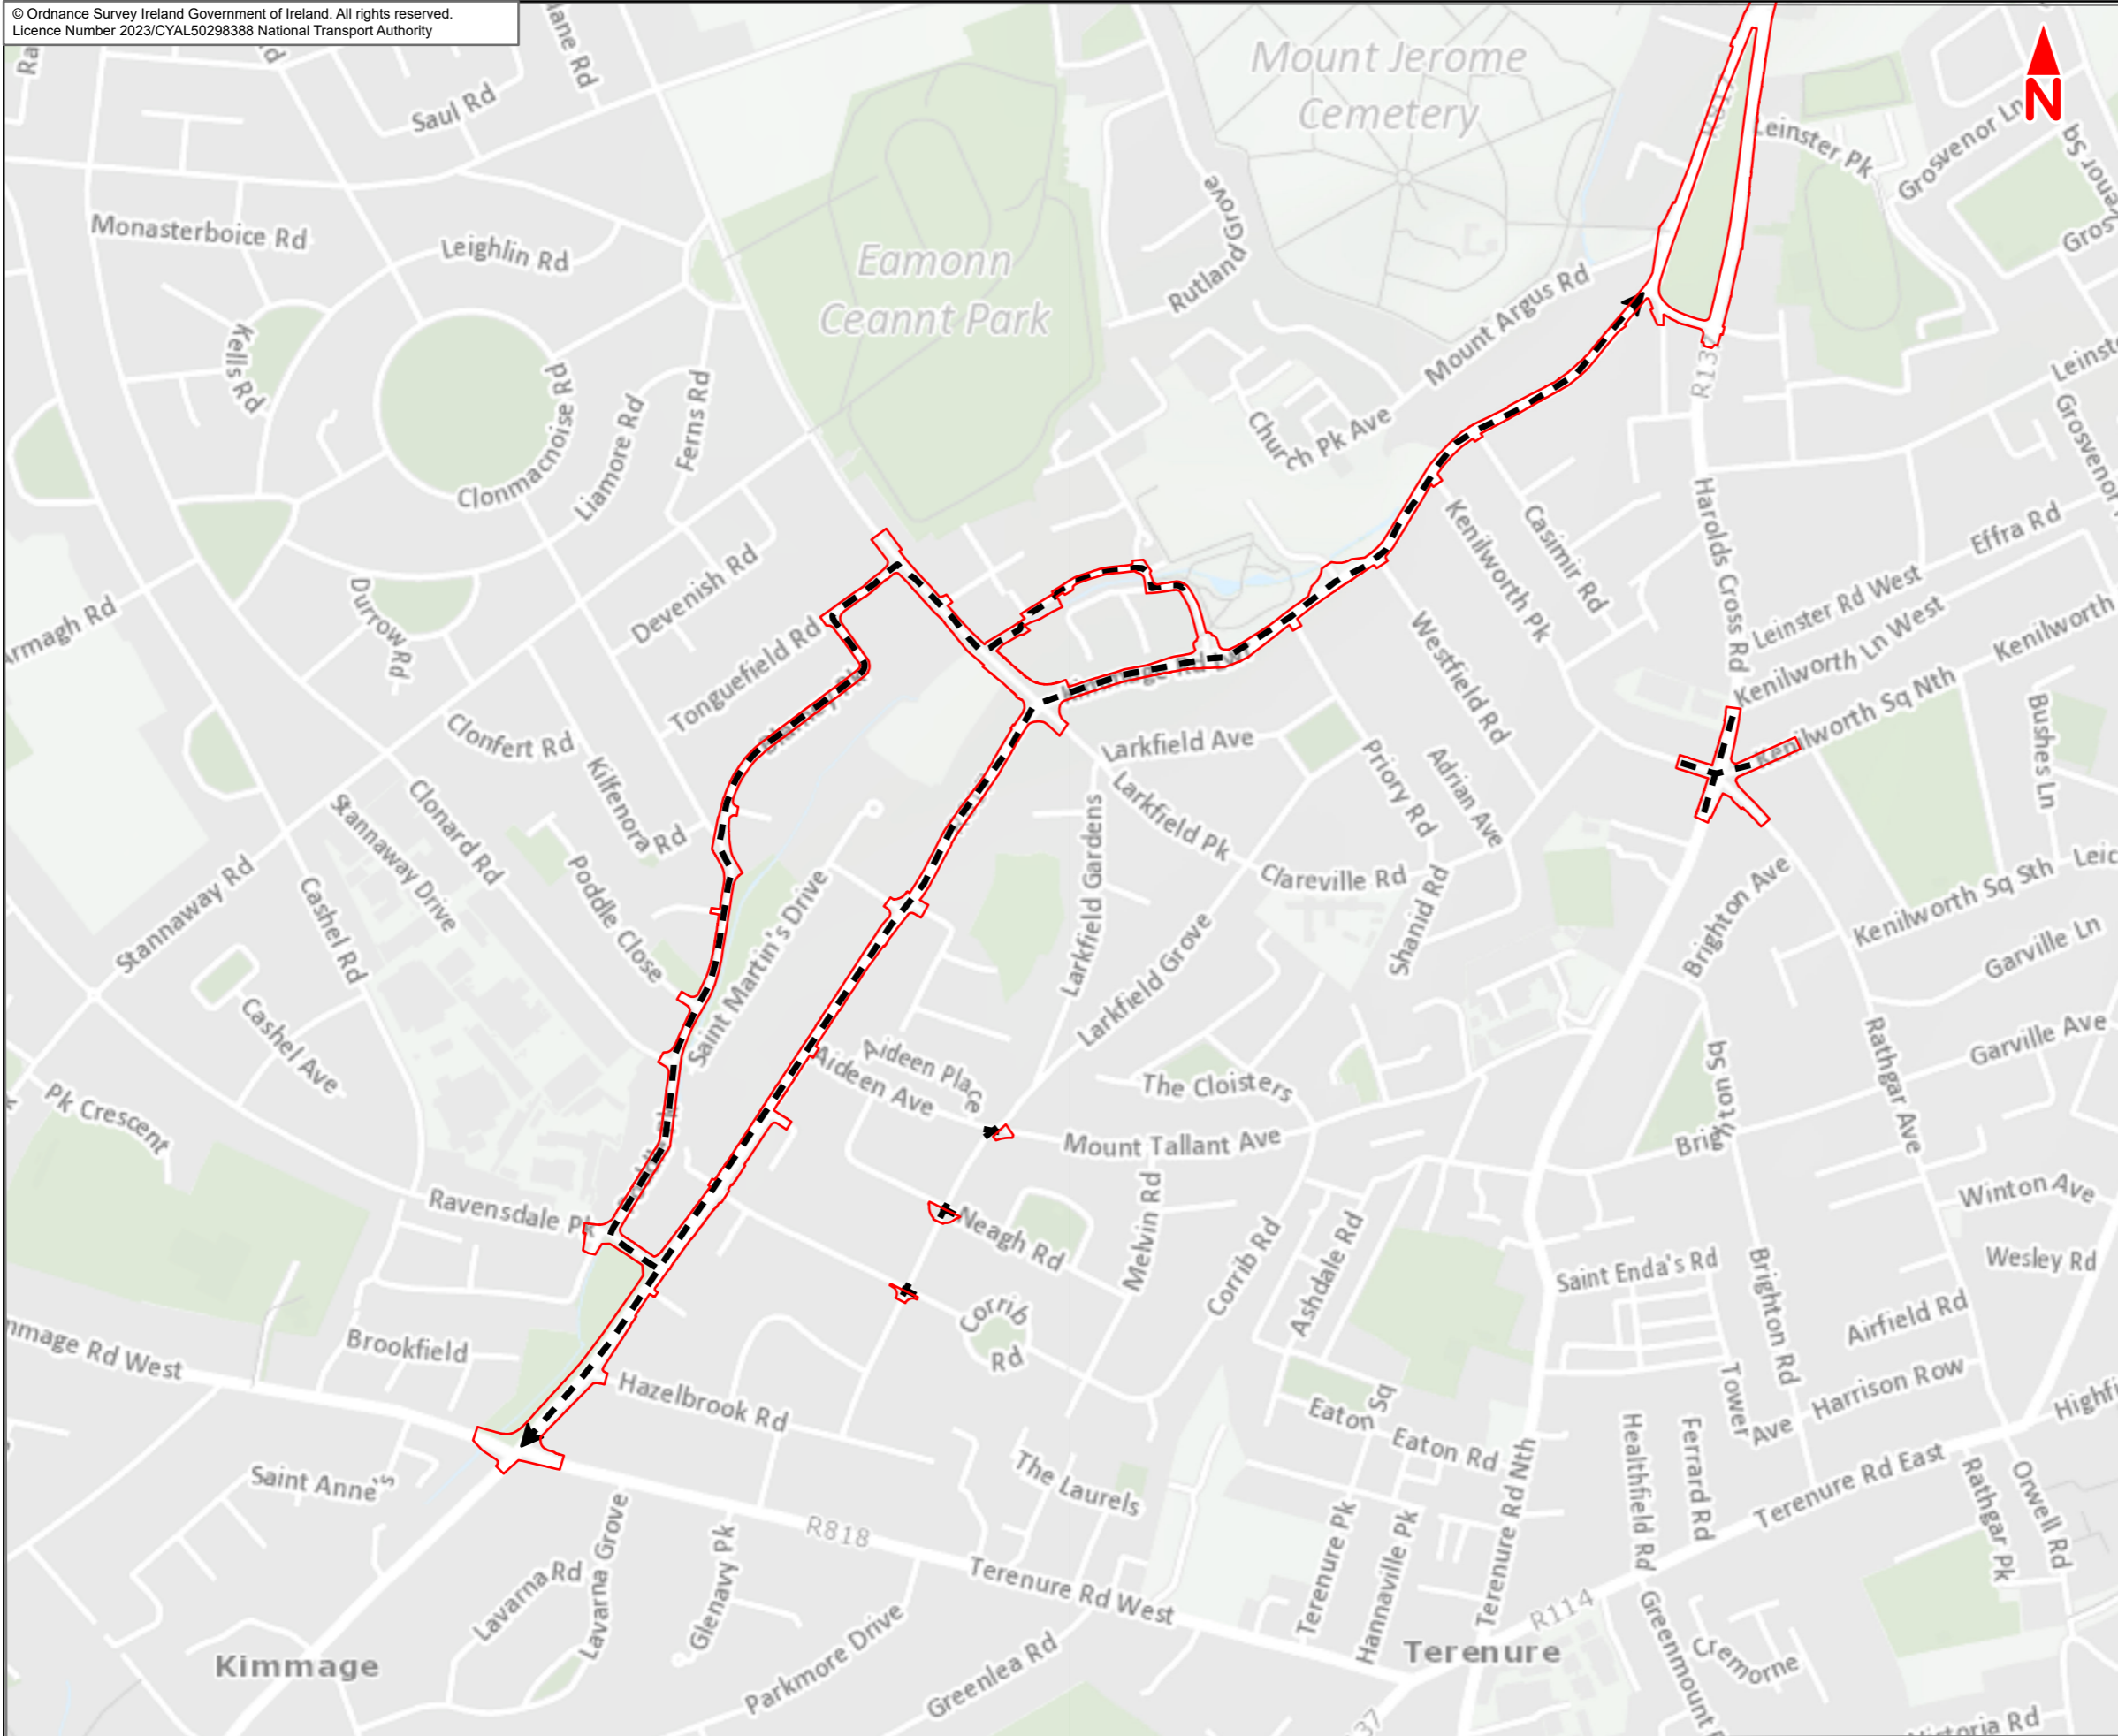 © Ordnance Survey Ireland Government of Ireland. All rights reserved.
Licence Number 2023/CYAL50298388 National Transport Authority
N
Saul Rd
Mount Jerome
Cemetery
Leinster Pk
Grosvenor Ln
Monasterboice Rd
Leighlin Rd
Eamonn
Ceannt Park
Rutland Grove
Mount Argus Rd
Kells Rd
Clonmacnoise Rd
Liamore Rd
Ferns Rd
Church Pk Ave
R137
Harolds Cross Rd
Effra Rd
Kenilworth Pk
Casimir Rd
Leinster Rd West
Kenilworth Ln West
Kenilworth
Kenilworth Sq Nth
Durrow Rd
Devenish Rd
Tonguefield Rd
Westfield Rd
Larkfield Ave
Larkfield Pk
Priory Rd
Adrian Ave
Bushes Ln
Clonfert Rd
Kilfenora Rd
Clonard Rd
Stannaway Drive
Stannaway Rd
Cashel Rd
Poddle Close
Saint Martin's Drive
Larkfield Gardens
Larkfield Grove
Clareville Rd
Shanid Rd
Brighton Ave
Kenilworth Sq Sth
Garville Ln
Garville Ave
Rathgar Ave
Cashel Ave
Pk Crescent
Ravensdale Pk
Aideen Place
Aideen Ave
The Cloisters
Mount Tallant Ave
Neagh Rd
Melvin Rd
Corrib Rd
Corrib
Rd
Ashdale Rd
Saint Enda's Rd
Brighton Sq
Brighton Rd
Winton Ave
Wesley Rd
Airfield Rd
Harrison Row
Tower
Ave
Brookfield
Hazelbrook Rd
Eaton Sq
Eaton Rd
The Laurels
Saint Anne's
Lavarna Rd
Lavarna Grove
Glenavy Pk
R818
Terenure Rd West
Terenure Pk
Hannaville Pk
Terenure Rd Nth
Healthfield Rd
Ferrard Rd
Terenure Rd East
Rathgar Pk
Orwell Rd
R114
Parkmore Drive
Greenlea Rd
Kimmage
Terenure
Cremorne